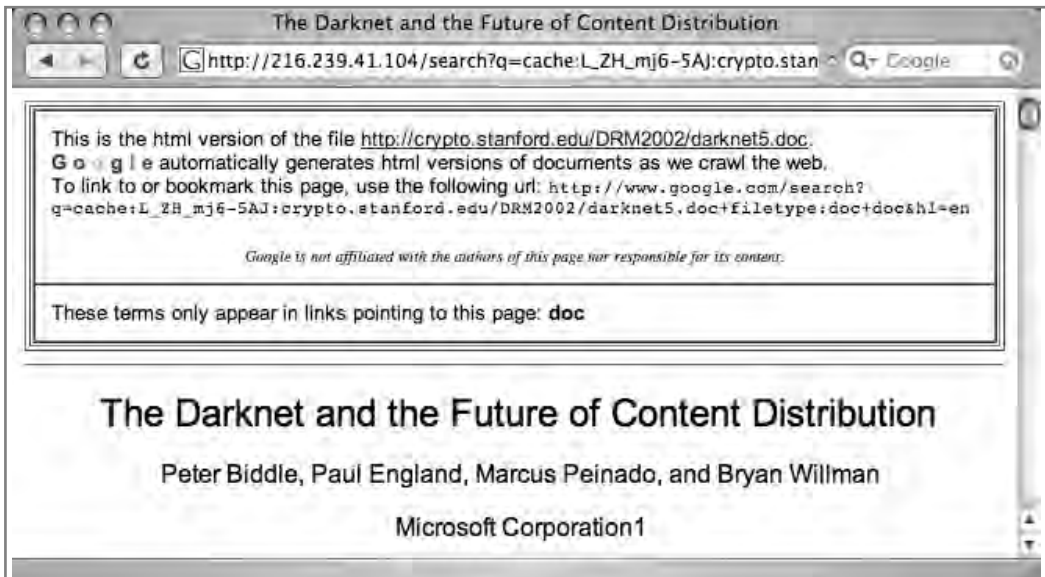 The Darknet and the Future of Content Distribution
http://216.239.41.104/search?q=cache:L_ZH_mj6-5AJ:crypto.stan
Google
This is the html version of the file http://crypto.stanford.edu/DRM2002/darknet5.doc.
Google automatically generates html versions of documents as we crawl the web.
To link to or bookmark this page, use the following url: http://www.google.com/search?
q=cache:L_ZH_mj6-5AJ:crypto.stanford.edu/DRM2002/darknet5.doc+filetype:doc+doc&hl=en
Google is not affiliated with the authors of this page nor responsible for its content.
These terms only appear in links pointing to this page: doc
The Darknet and the Future of Content Distribution
Peter Biddle, Paul England, Marcus Peinado, and Bryan Willman
Microsoft Corporation1